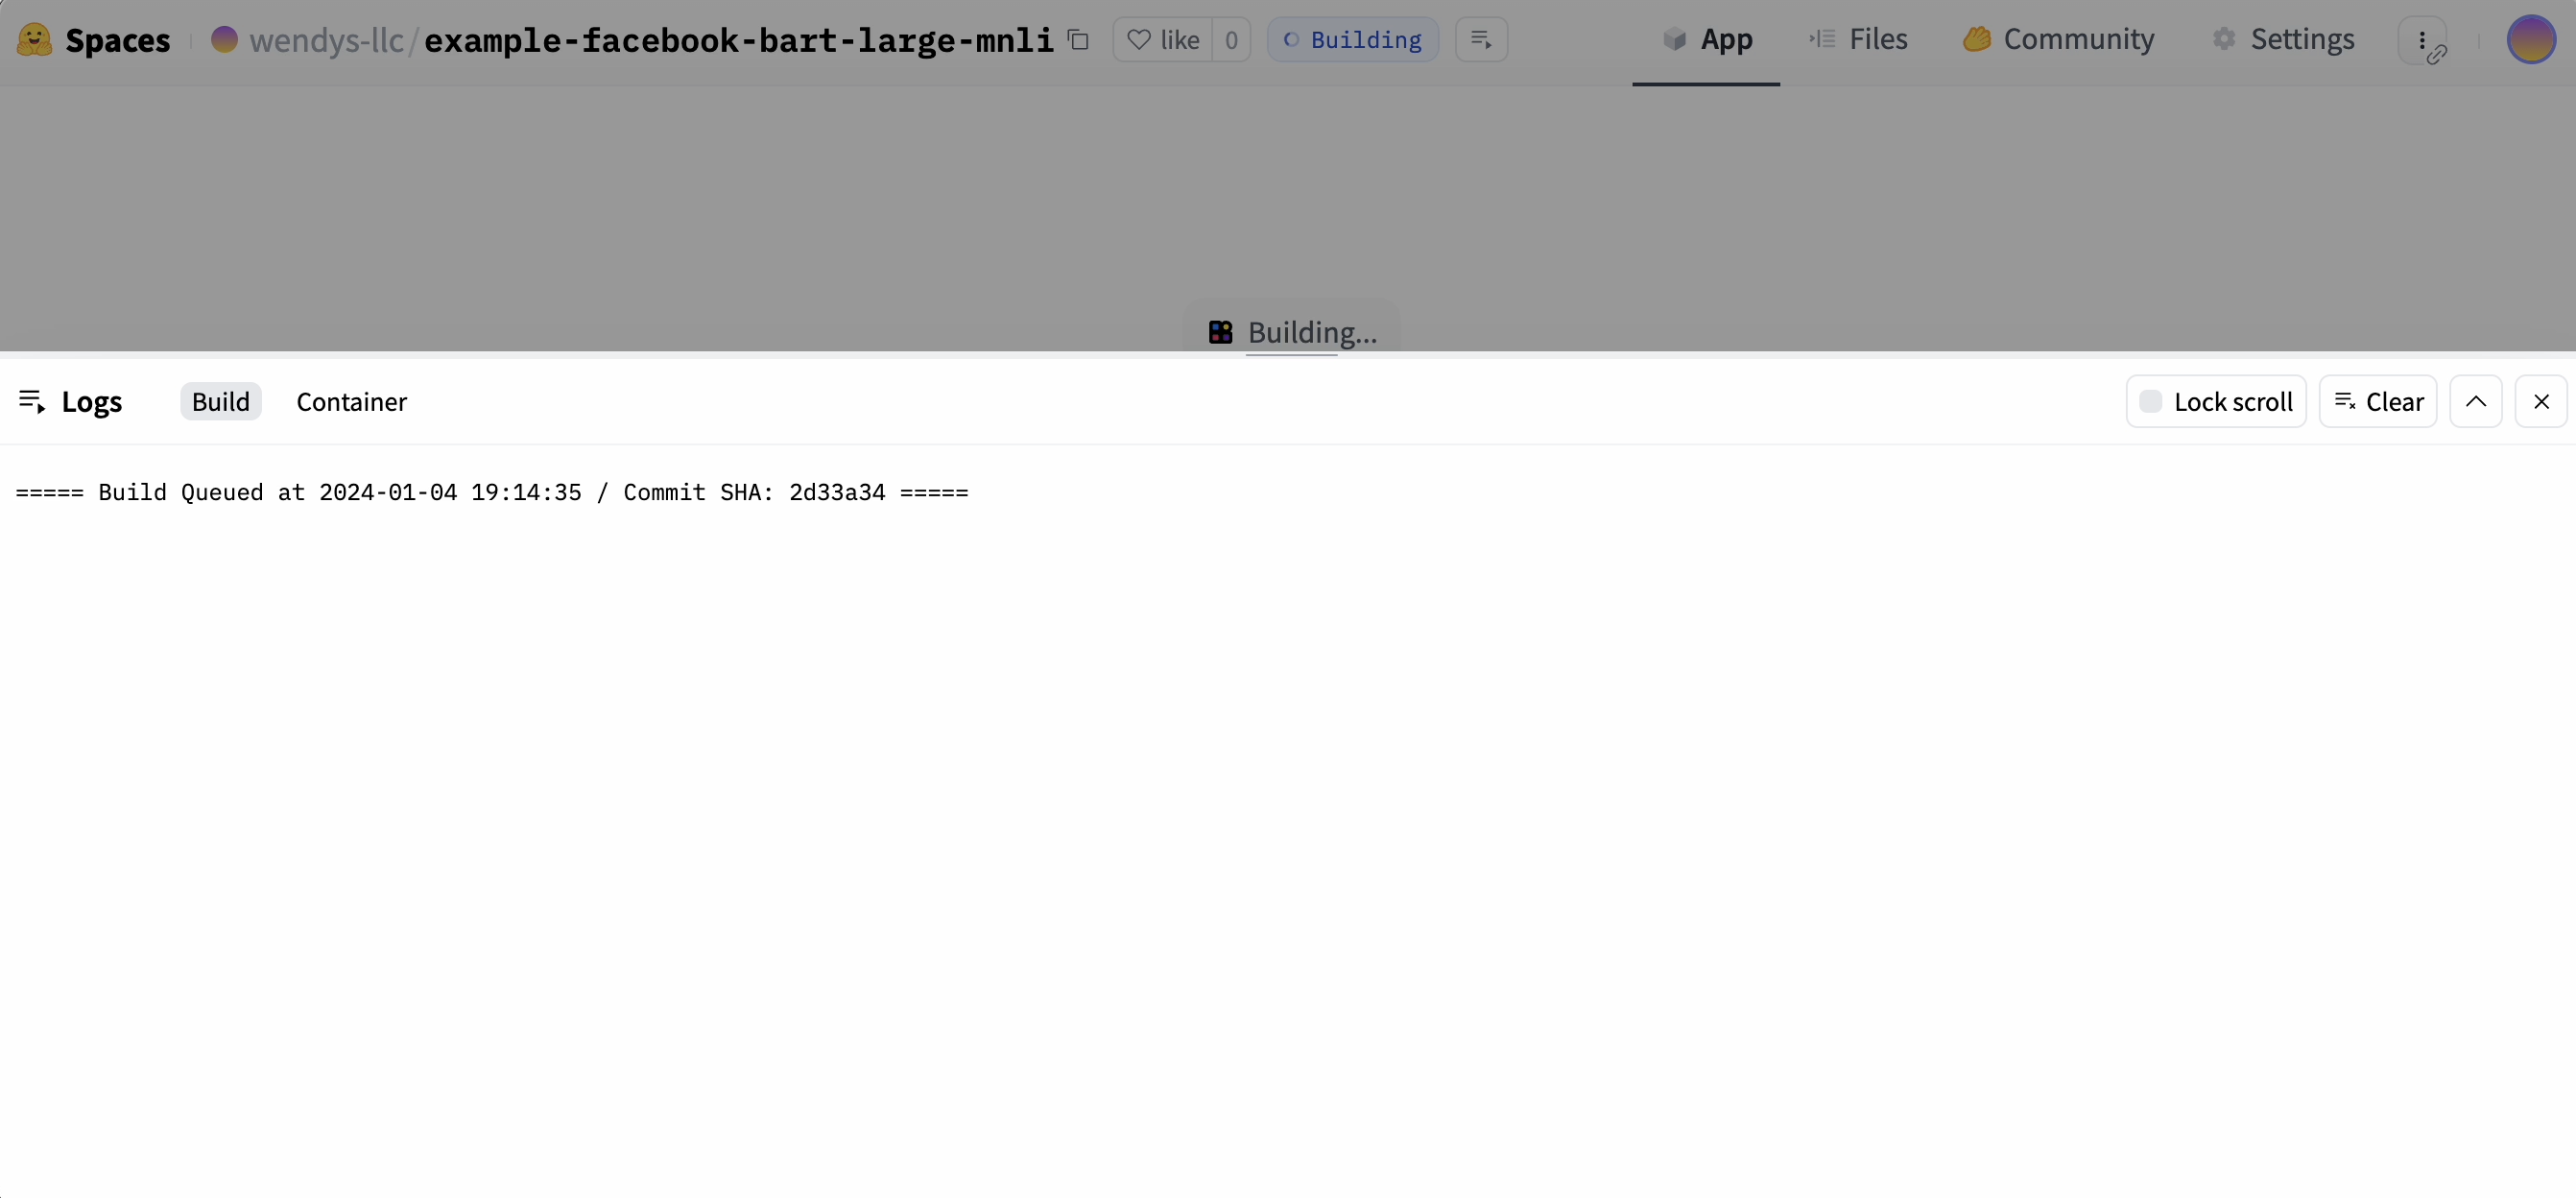 Spaces wendys-llc/example-facebook-bart-large-mnli like 0 Building App Files Community Settings
Building...
Logs Build Container Lock scroll Clear
===== Build Queued at 2024-01-04 19:14:35 / Commit SHA: 2d33a34 =====